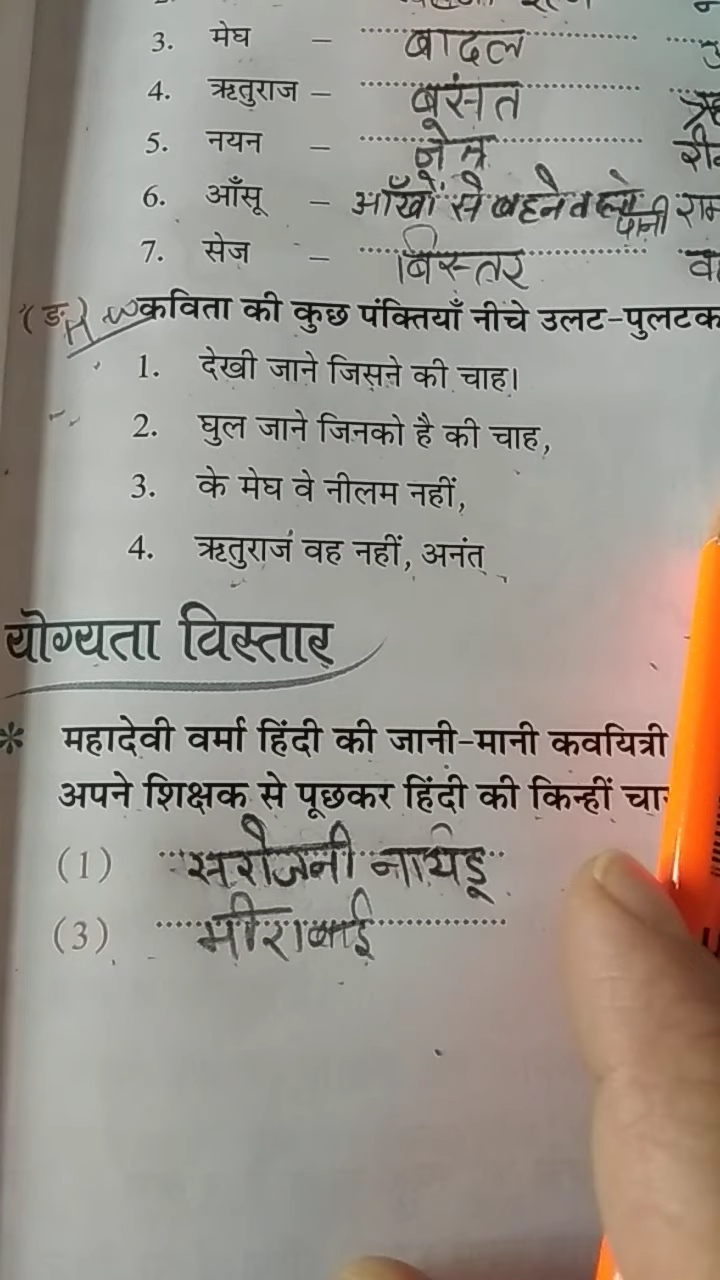 3. मेघ – बादल
4. ऋतुराज – बसंत
5. नयन – नेत्र
6. आँसू – आँखों से बहने वाले पानी राम
7. सेज – बिस्तर
(ङ) कविता की कुछ पंक्तियाँ नीचे उलट-पुलटक
1. देखी जाने जिसने की चाह।
2. घुल जाने जिनको है की चाह,
3. के मेघ वे नीलम नहीं,
4. ऋतुराज वह नहीं, अनंत
योग्यता विस्तार
* महादेवी वर्मा हिंदी की जानी-मानी कवयित्री
अपने शिक्षक से पूछकर हिंदी की किन्हीं चा
(1) सरोजनी नायडू
(3) मीराबाई